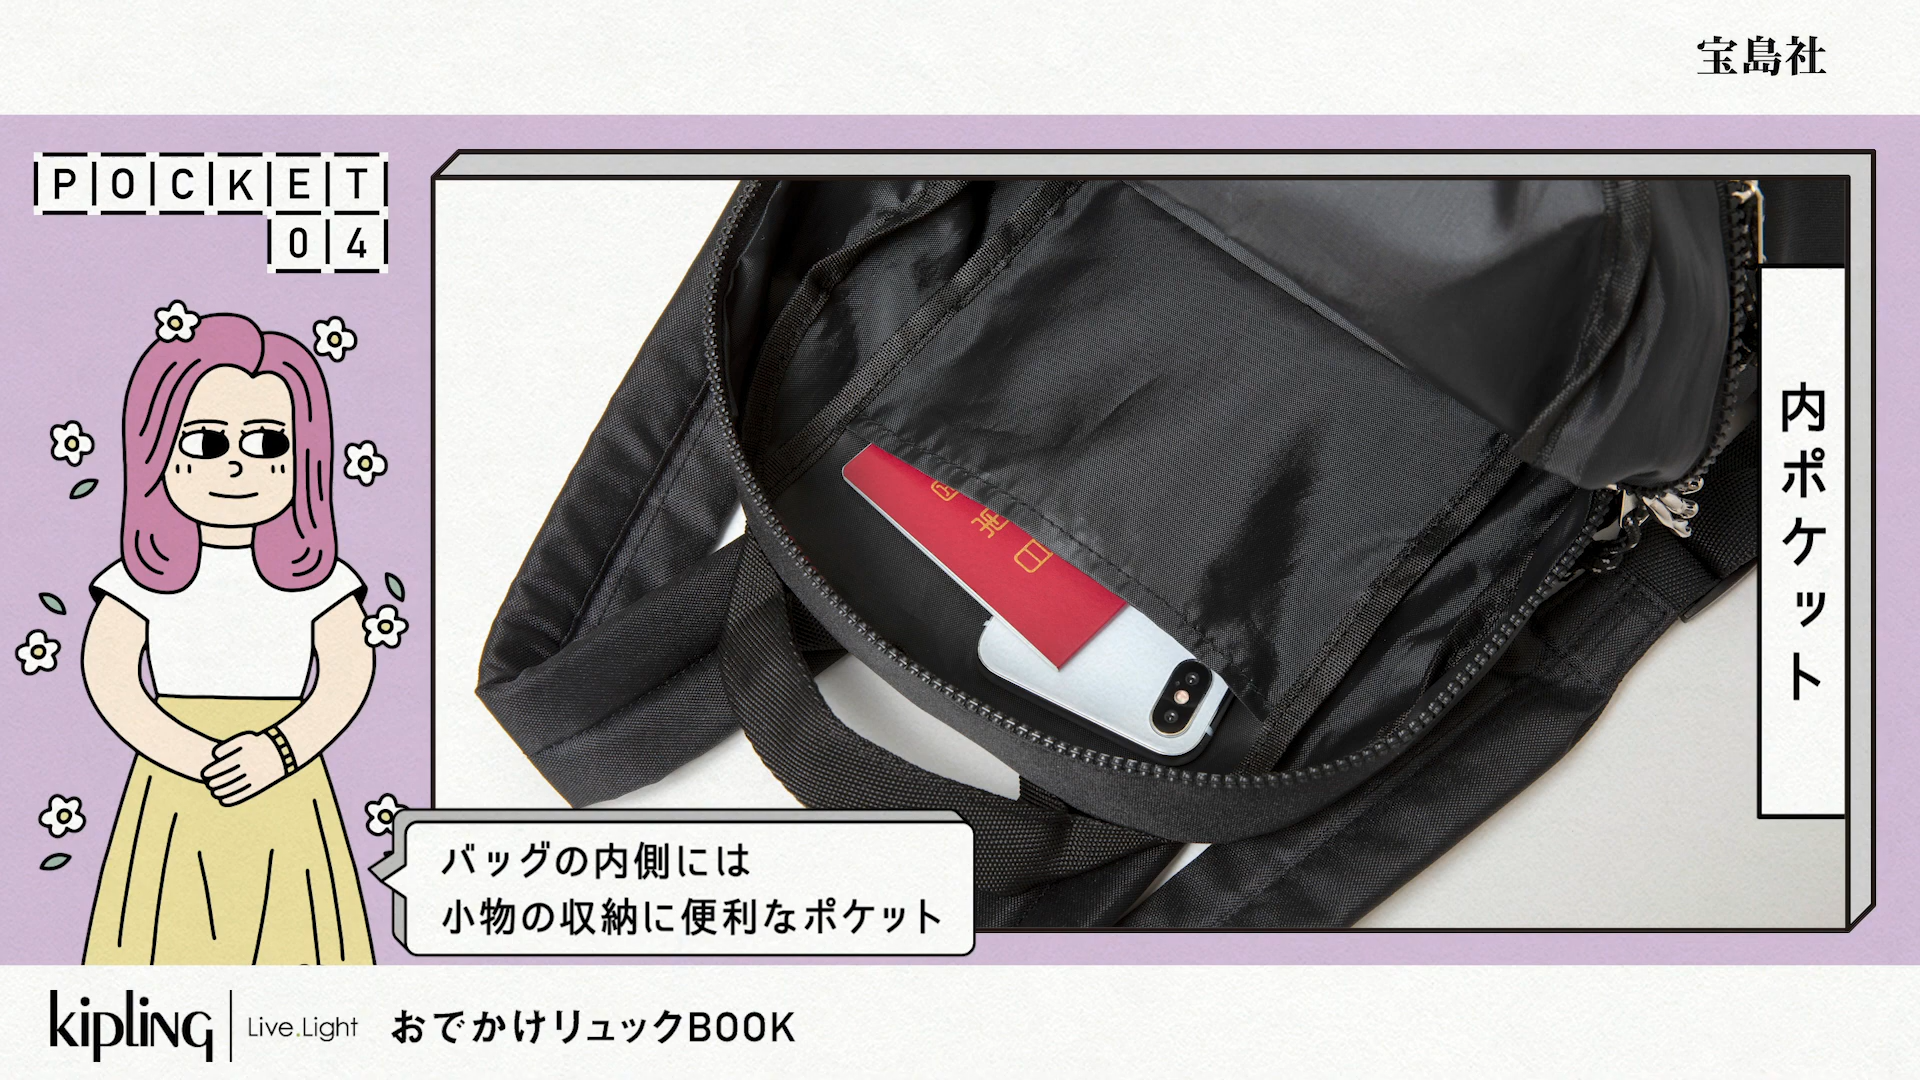 宝島社
POCKET
04
内ポケット
バッグの内側には
小物の収納に便利なポケット
kipling
Live.Light
おでかけリュックBOOK